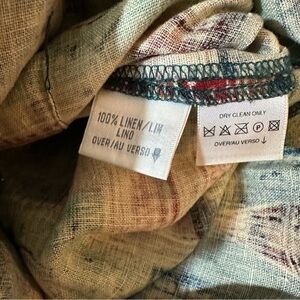 100% LINEN/LIN
LINO
OVER/AU VERSO
DRY CLEAN ONLY
OVER/AU VERSO ↓